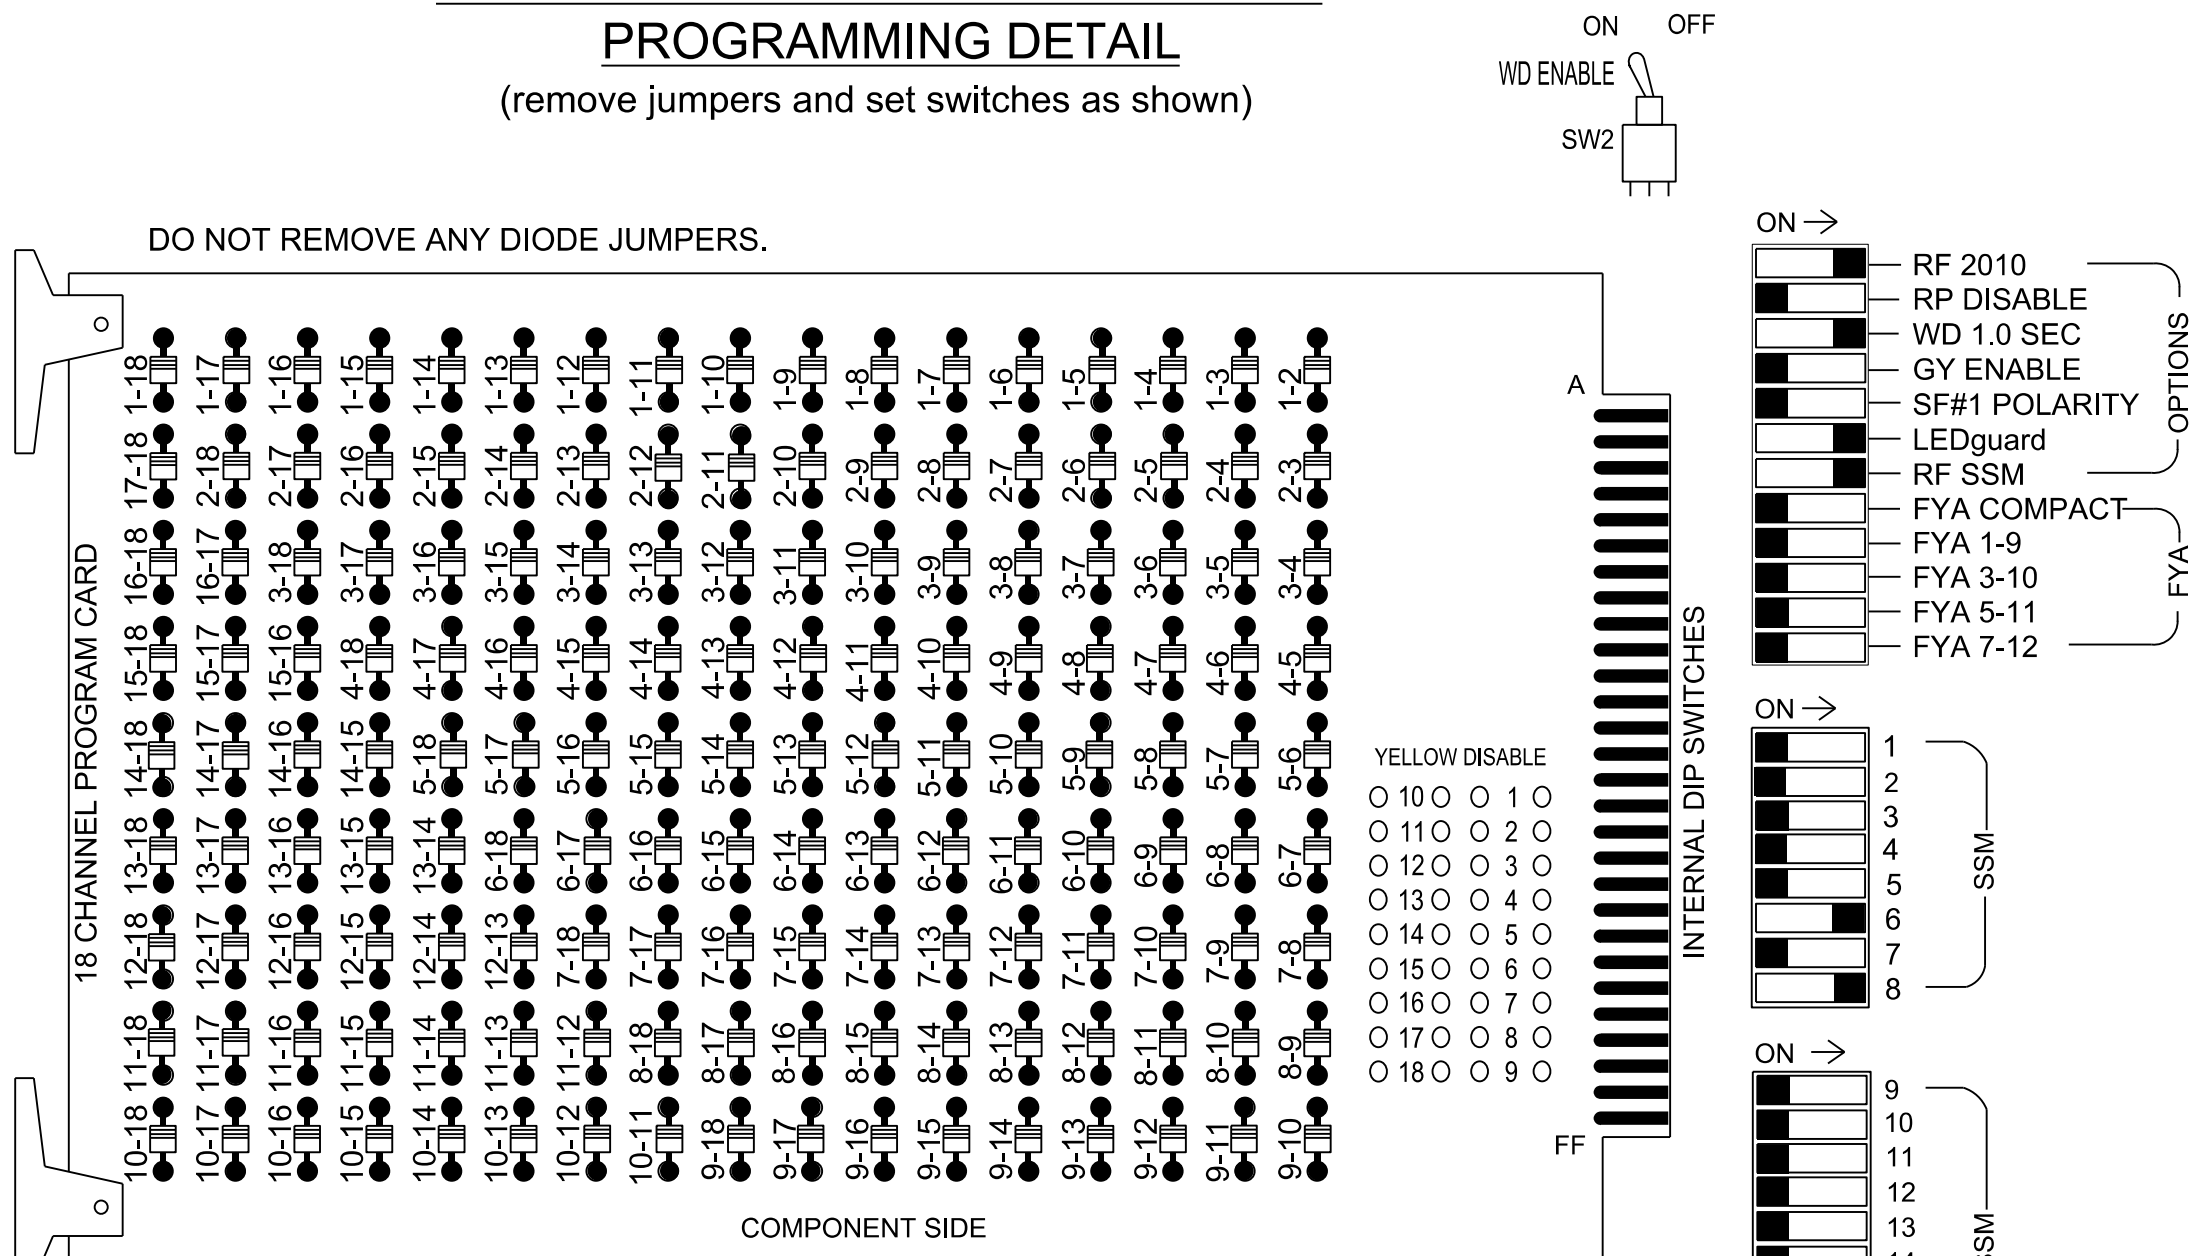 PROGRAMMING DETAIL
(remove jumpers and set switches as shown)
ON OFF
WD ENABLE
SW2
DO NOT REMOVE ANY DIODE JUMPERS.
18 CHANNEL PROGRAM CARD
1-18 1-17 1-16 1-15 1-14 1-13 1-12 1-11 1-10 1-9 1-8 1-7 1-6 1-5 1-4 1-3 1-2
17-18 2-18 2-17 2-16 2-15 2-14 2-13 2-12 2-11 2-10 2-9 2-8 2-7 2-6 2-5 2-4 2-3
16-18 16-17 3-18 3-17 3-16 3-15 3-14 3-13 3-12 3-11 3-10 3-9 3-8 3-7 3-6 3-5 3-4
15-18 15-17 15-16 4-18 4-17 4-16 4-15 4-14 4-13 4-12 4-11 4-10 4-9 4-8 4-7 4-6 4-5
14-18 14-17 14-16 14-15 5-18 5-17 5-16 5-15 5-14 5-13 5-12 5-11 5-10 5-9 5-8 5-7 5-6
13-18 13-17 13-16 13-15 13-14 6-18 6-17 6-16 6-15 6-14 6-13 6-12 6-11 6-10 6-9 6-8 6-7
12-18 12-17 12-16 12-15 12-14 12-13 7-18 7-17 7-16 7-15 7-14 7-13 7-12 7-11 7-10 7-9 7-8
11-18 11-17 11-16 11-15 11-14 11-13 11-12 8-18 8-17 8-16 8-15 8-14 8-13 8-12 8-11 8-10 8-9
10-18 10-17 10-16 10-15 10-14 10-13 10-12 10-11 9-18 9-17 9-16 9-15 9-14 9-13 9-12 9-11 9-10
COMPONENT SIDE
YELLOW DISABLE
10 1
11 2
12 3
13 4
14 5
15 6
16 7
17 8
18 9
A
FF
INTERNAL DIP SWITCHES
ON →
RF 2010
RP DISABLE
WD 1.0 SEC
GY ENABLE
SF#1 POLARITY
LEDguard
RF SSM
FYA COMPACT
FYA 1-9
FYA 3-10
FYA 5-11
FYA 7-12
OPTIONS
FYA
ON →
1
2
3
4
5
6
7
8
SSM
ON →
9
10
11
12
13
14
SSM